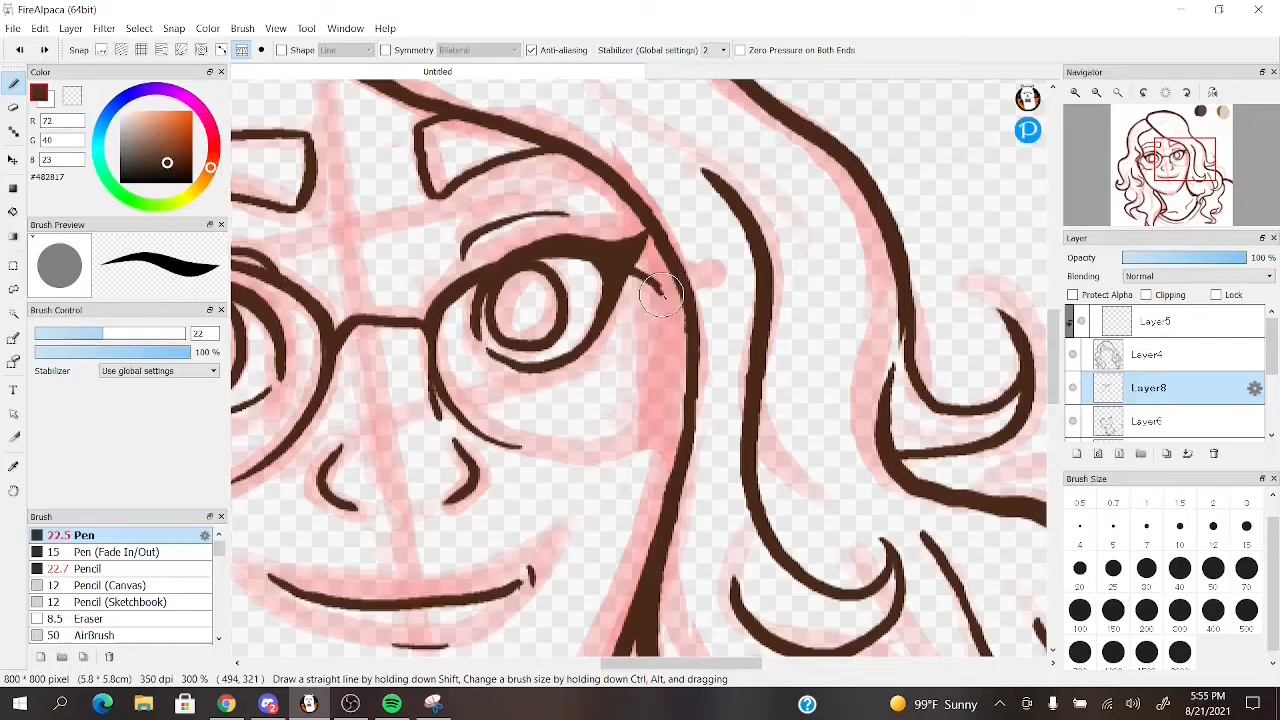 FireAlpaca (64bit)
File Edit Layer Filter Select Snap Color View Tool Window Help
Snap Shape Line Symmetry Bilateral Anti-aliasing Stabilizer (Global settings) 2 Zero Pressure on Both Ends
Color
Untitled
Navigator
R 72
G 40
B 23
#482817
Brush Preview
Layer
Opacity 100 %
Blending Normal
Protect Alpha Clipping Lock
Brush Control
Layer5
22
Layer4
100 %
Stabilizer Use global settings
Layer8
Layer6
Brush Size
0.5 0.7 1 1.5 2 3
Brush
22.5 Pen
4 5 7 10 12 15
15 Pen (Fade In/Out)
22.7 Pencil
12 Pencil (Canvas)
20 25 30 40 50 70
12 Pencil (Sketchbook)
8.5 Eraser
100 150 200 300 400 500
50 AirBrush
800 * 800 pixel (5.8 * 5.8cm) (144 dpi) 300 % ( 494, 321 ) Draw a straight line by holding down Shift, Change a brush size by holding down Ctrl, Alt, and dragging
99°F Sunny
5:55 PM
8/21/2021